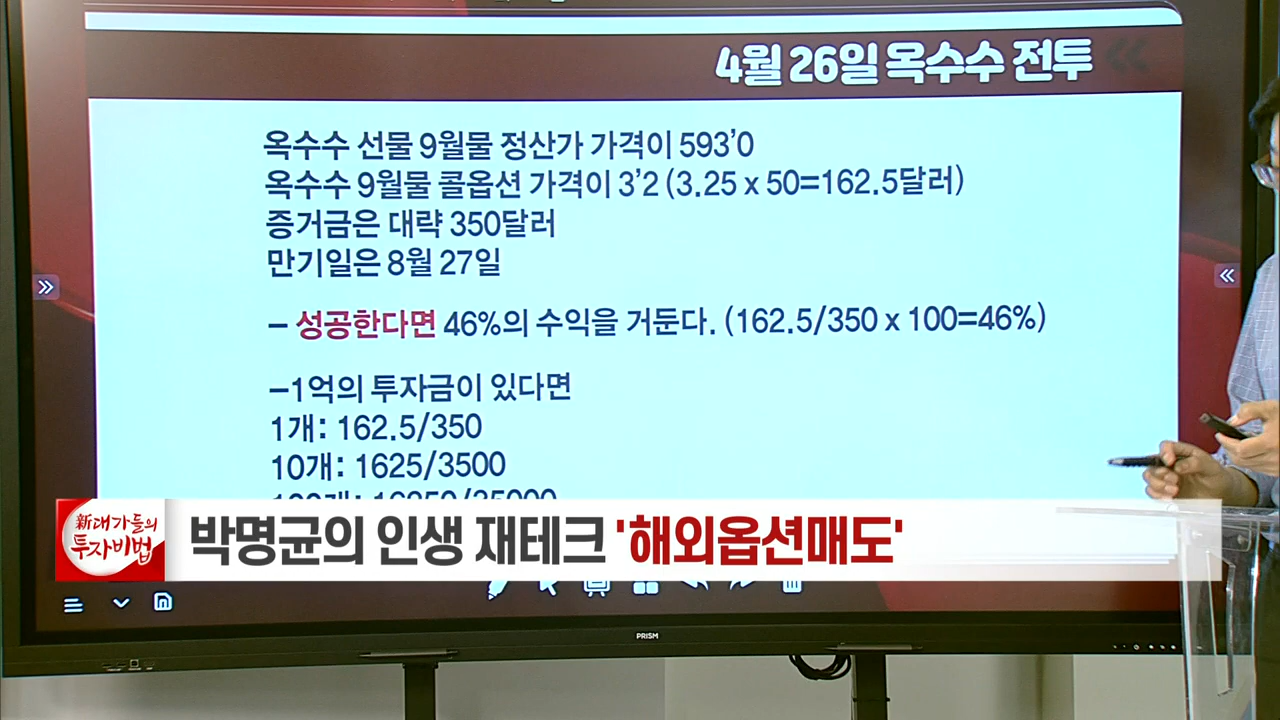 4월 26일 옥수수 전투
옥수수 선물 9월물 정산가 가격이 593’0
옥수수 9월물 콜옵션 가격이 3’2 (3.25 x 50=162.5달러)
증거금은 대략 350달러
만기일은 8월 27일
– 성공한다면 46%의 수익을 거둔다. (162.5/350 x 100=46%)
–1억의 투자금이 있다면
1개: 162.5/350
10개: 1625/3500
100개: 16250/35000
新대가들의
투자비법
박명균의 인생 재테크 '해외옵션매도'
PRISM